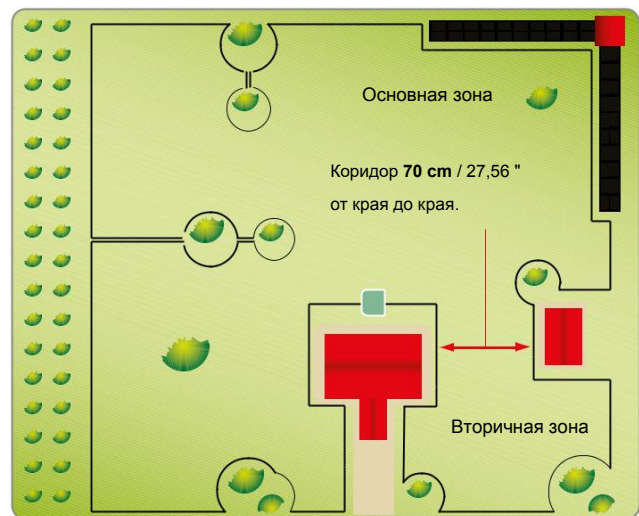 Основная зона
Коридор 70 cm / 27,56 "
от края до края.
Вторичная зона